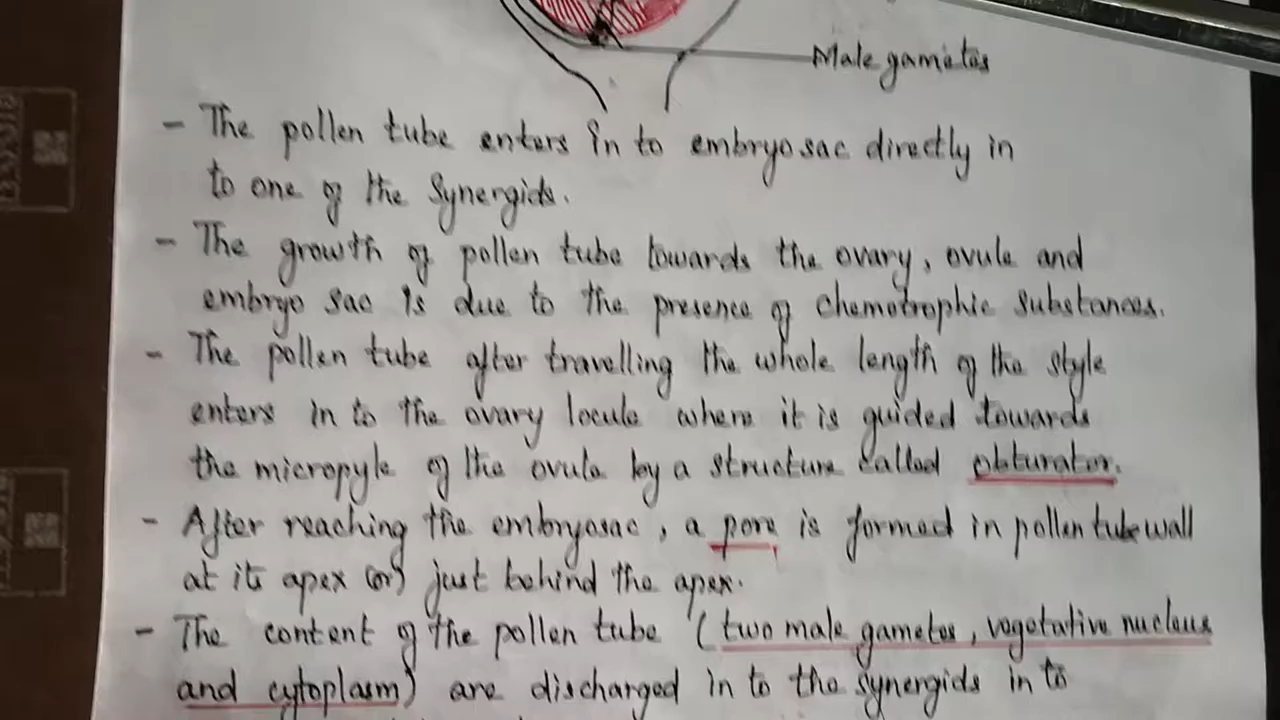 Male gametes
- The pollen tube enters in to embryo sac directly in
to one of the Synergids.
- The growth of pollen tube towards the ovary, ovule and
embryo sac is due to the presence of chemotrophic substances.
- The pollen tube after travelling the whole length of the style
enters in to the ovary locule where it is guided towards
the micropyle of the ovule by a structure called obturator.
- After reaching the embryosac, a pore is formed in pollen tube wall
at its apex (or) just behind the apex.
- The content of the pollen tube (two male gametes, vegetative nucleus
and cytoplasm) are discharged in to the synergids in to